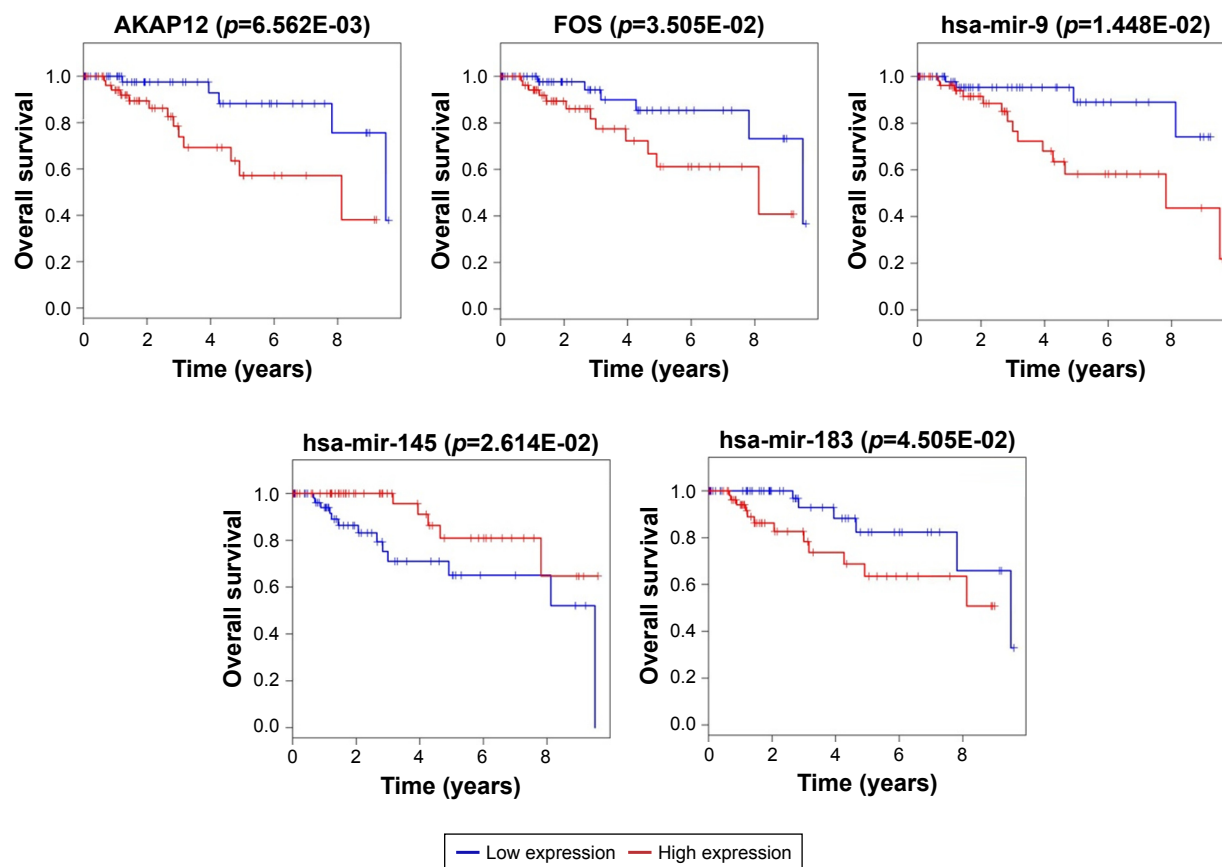 AKAP12 (p=6.562E-03)
1.0
0.8
0.6
0.4
0.2
0.0
Overall survival
0 2 4 6 8
Time (years)
FOS (p=3.505E-02)
1.0
0.8
0.6
0.4
0.2
0.0
Overall survival
0 2 4 6 8
Time (years)
hsa-mir-9 (p=1.448E-02)
1.0
0.8
0.6
0.4
0.2
0.0
Overall survival
0 2 4 6 8
Time (years)
hsa-mir-145 (p=2.614E-02)
1.0
0.8
0.6
0.4
0.2
0.0
Overall survival
0 2 4 6 8
Time (years)
hsa-mir-183 (p=4.505E-02)
1.0
0.8
0.6
0.4
0.2
0.0
Overall survival
0 2 4 6 8
Time (years)
Low expression High expression